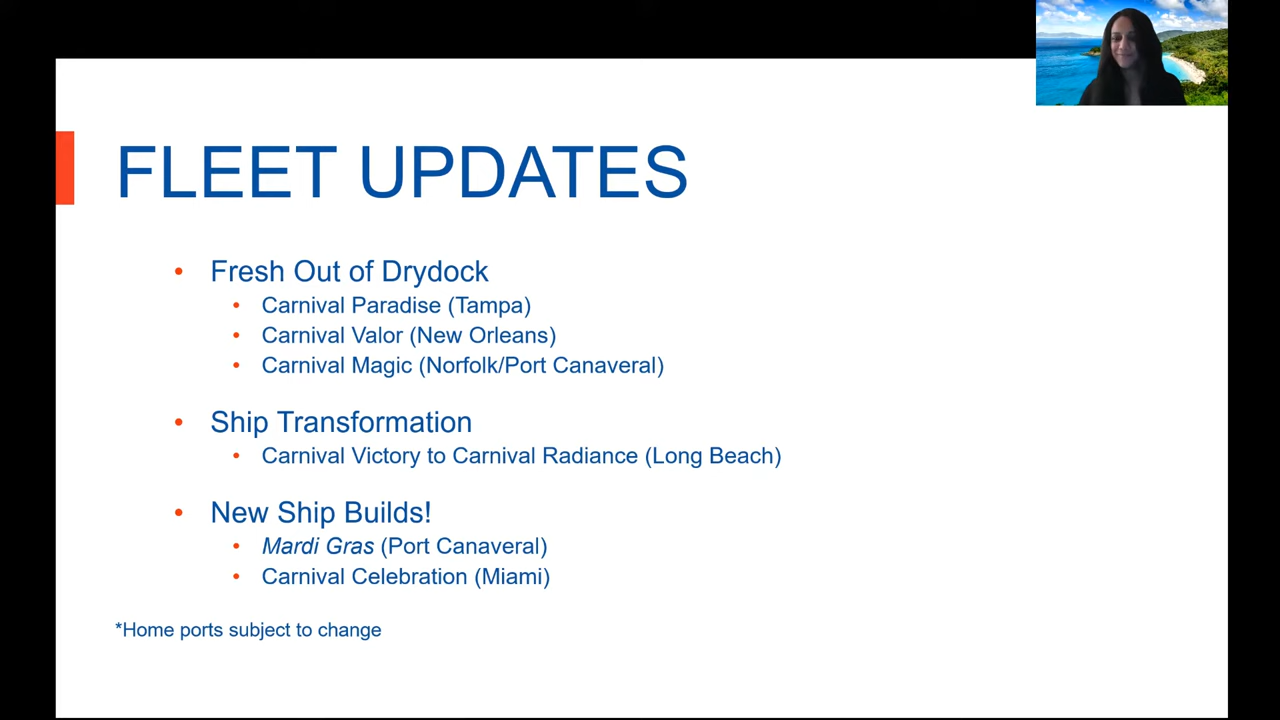 FLEET UPDATES
• Fresh Out of Drydock
• Carnival Paradise (Tampa)
• Carnival Valor (New Orleans)
• Carnival Magic (Norfolk/Port Canaveral)
• Ship Transformation
• Carnival Victory to Carnival Radiance (Long Beach)
• New Ship Builds!
• Mardi Gras (Port Canaveral)
• Carnival Celebration (Miami)
*Home ports subject to change